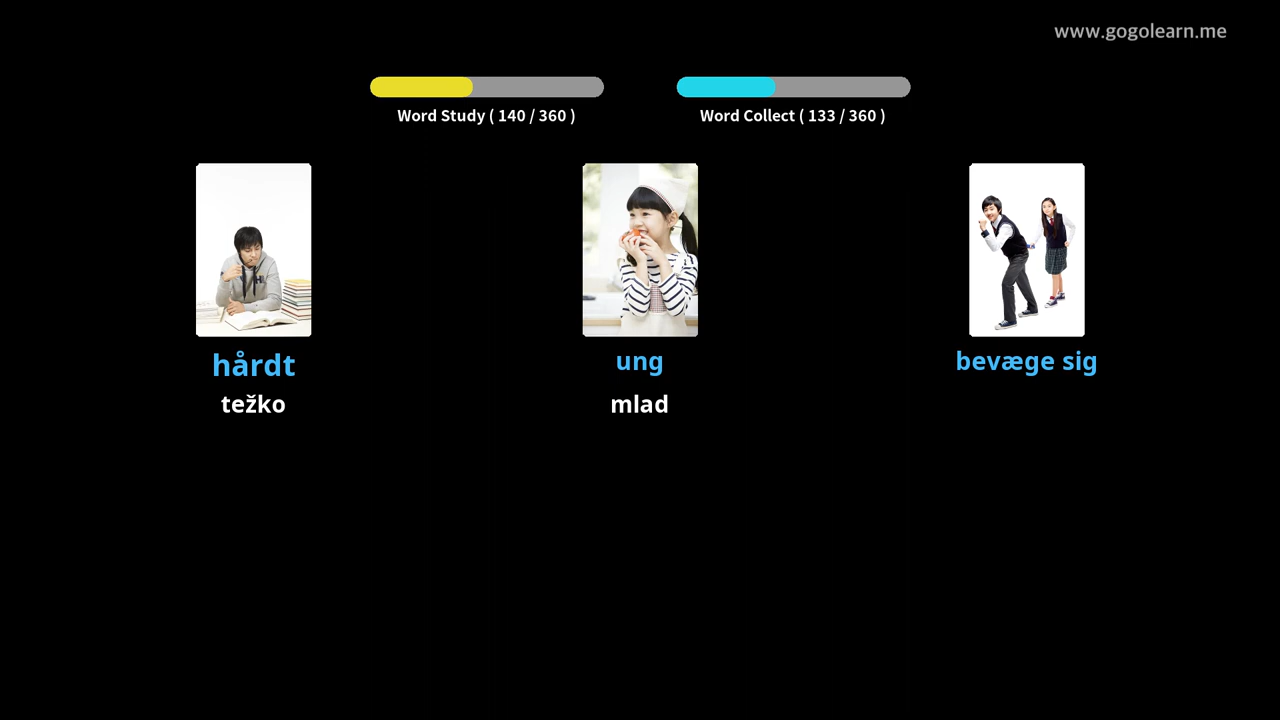 www.gogolearn.me
Word Study ( 140 / 360 )
Word Collect ( 133 / 360 )
hårdt
težko
ung
mlad
bevæge sig